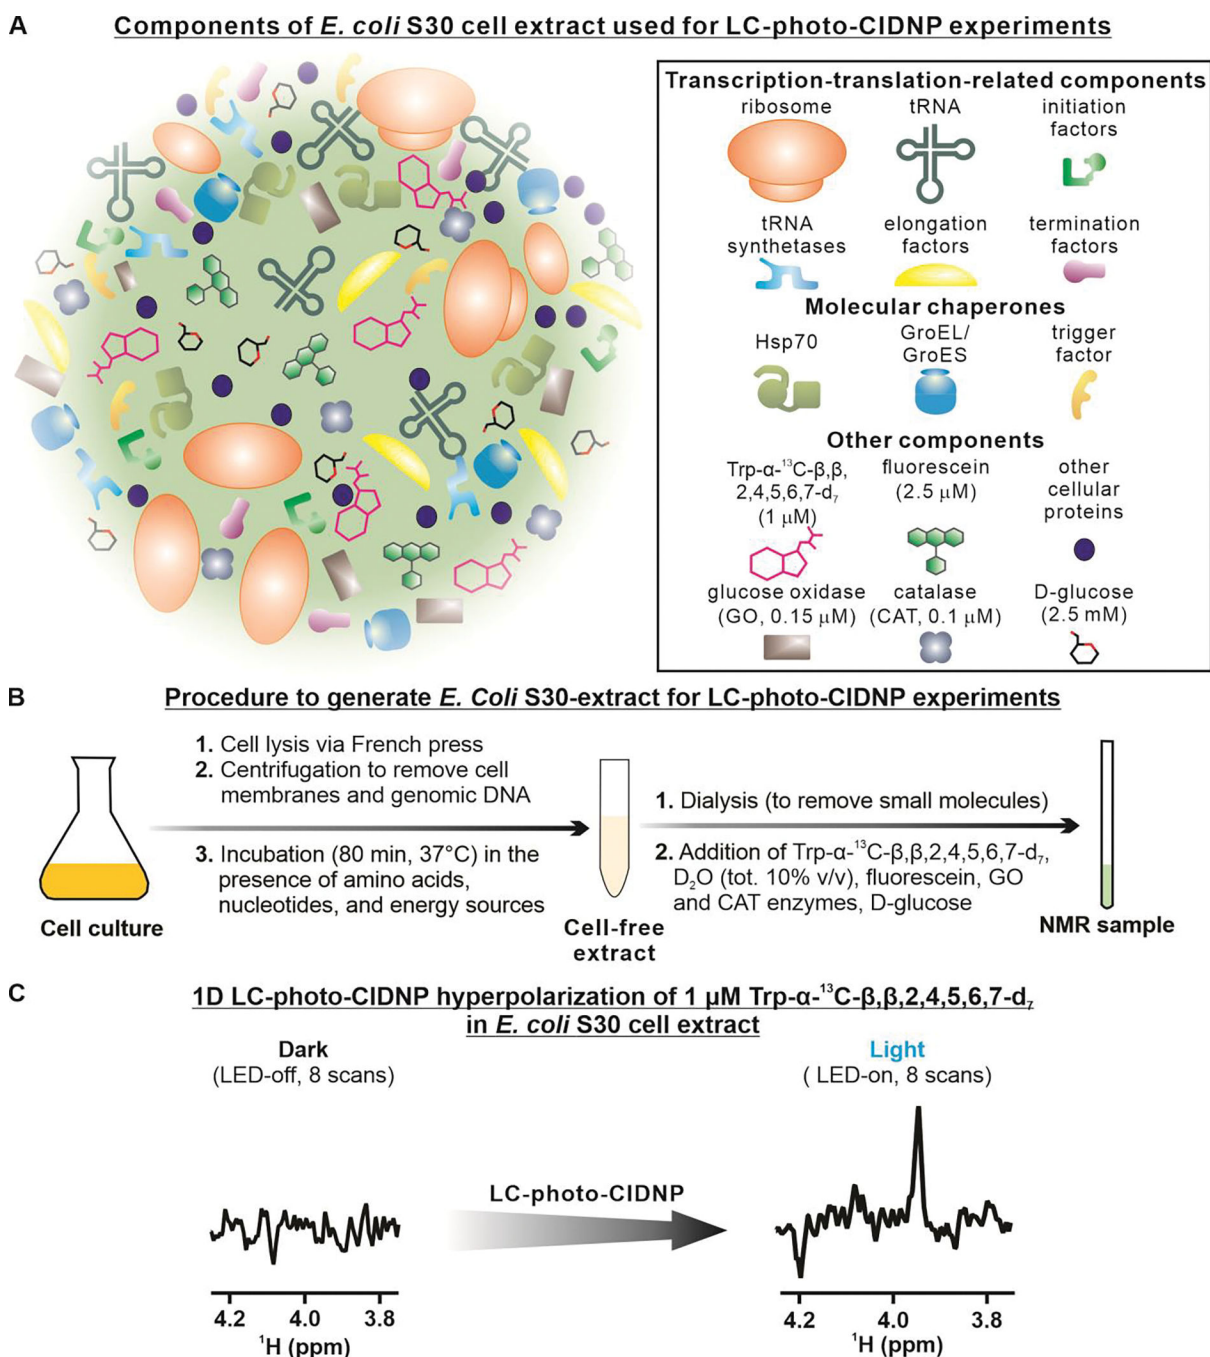 A
Components of E. coli S30 cell extract used for LC-photo-CIDNP experiments
Transcription-translation-related components
ribosome
tRNA
initiation
factors
tRNA
synthetases
elongation
factors
termination
factors
Molecular chaperones
Hsp70
GroEL/
GroES
trigger
factor
Other components
Trp-α-¹³C-β,β,
2,4,5,6,7-d₇
(1 μM)
fluorescein
(2.5 μM)
other
cellular
proteins
glucose oxidase
(GO, 0.15 μM)
catalase
(CAT, 0.1 μM)
D-glucose
(2.5 mM)
B
Procedure to generate E. Coli S30-extract for LC-photo-CIDNP experiments
1. Cell lysis via French press
2. Centrifugation to remove cell
membranes and genomic DNA
3. Incubation (80 min, 37°C) in the
presence of amino acids,
nucleotides, and energy sources
Cell culture
Cell-free
extract
1. Dialysis (to remove small molecules)
2. Addition of Trp-α-¹³C-β,β,2,4,5,6,7-d₇,
D₂O (tot. 10% v/v), fluorescein, GO
and CAT enzymes, D-glucose
NMR sample
C
1D LC-photo-CIDNP hyperpolarization of 1 μM Trp-α-¹³C-β,β,2,4,5,6,7-d₇
in E. coli S30 cell extract
Dark
(LED-off, 8 scans)
Light
( LED-on, 8 scans)
LC-photo-CIDNP
4.2 4.0 3.8
¹H (ppm)
4.2 4.0 3.8
¹H (ppm)